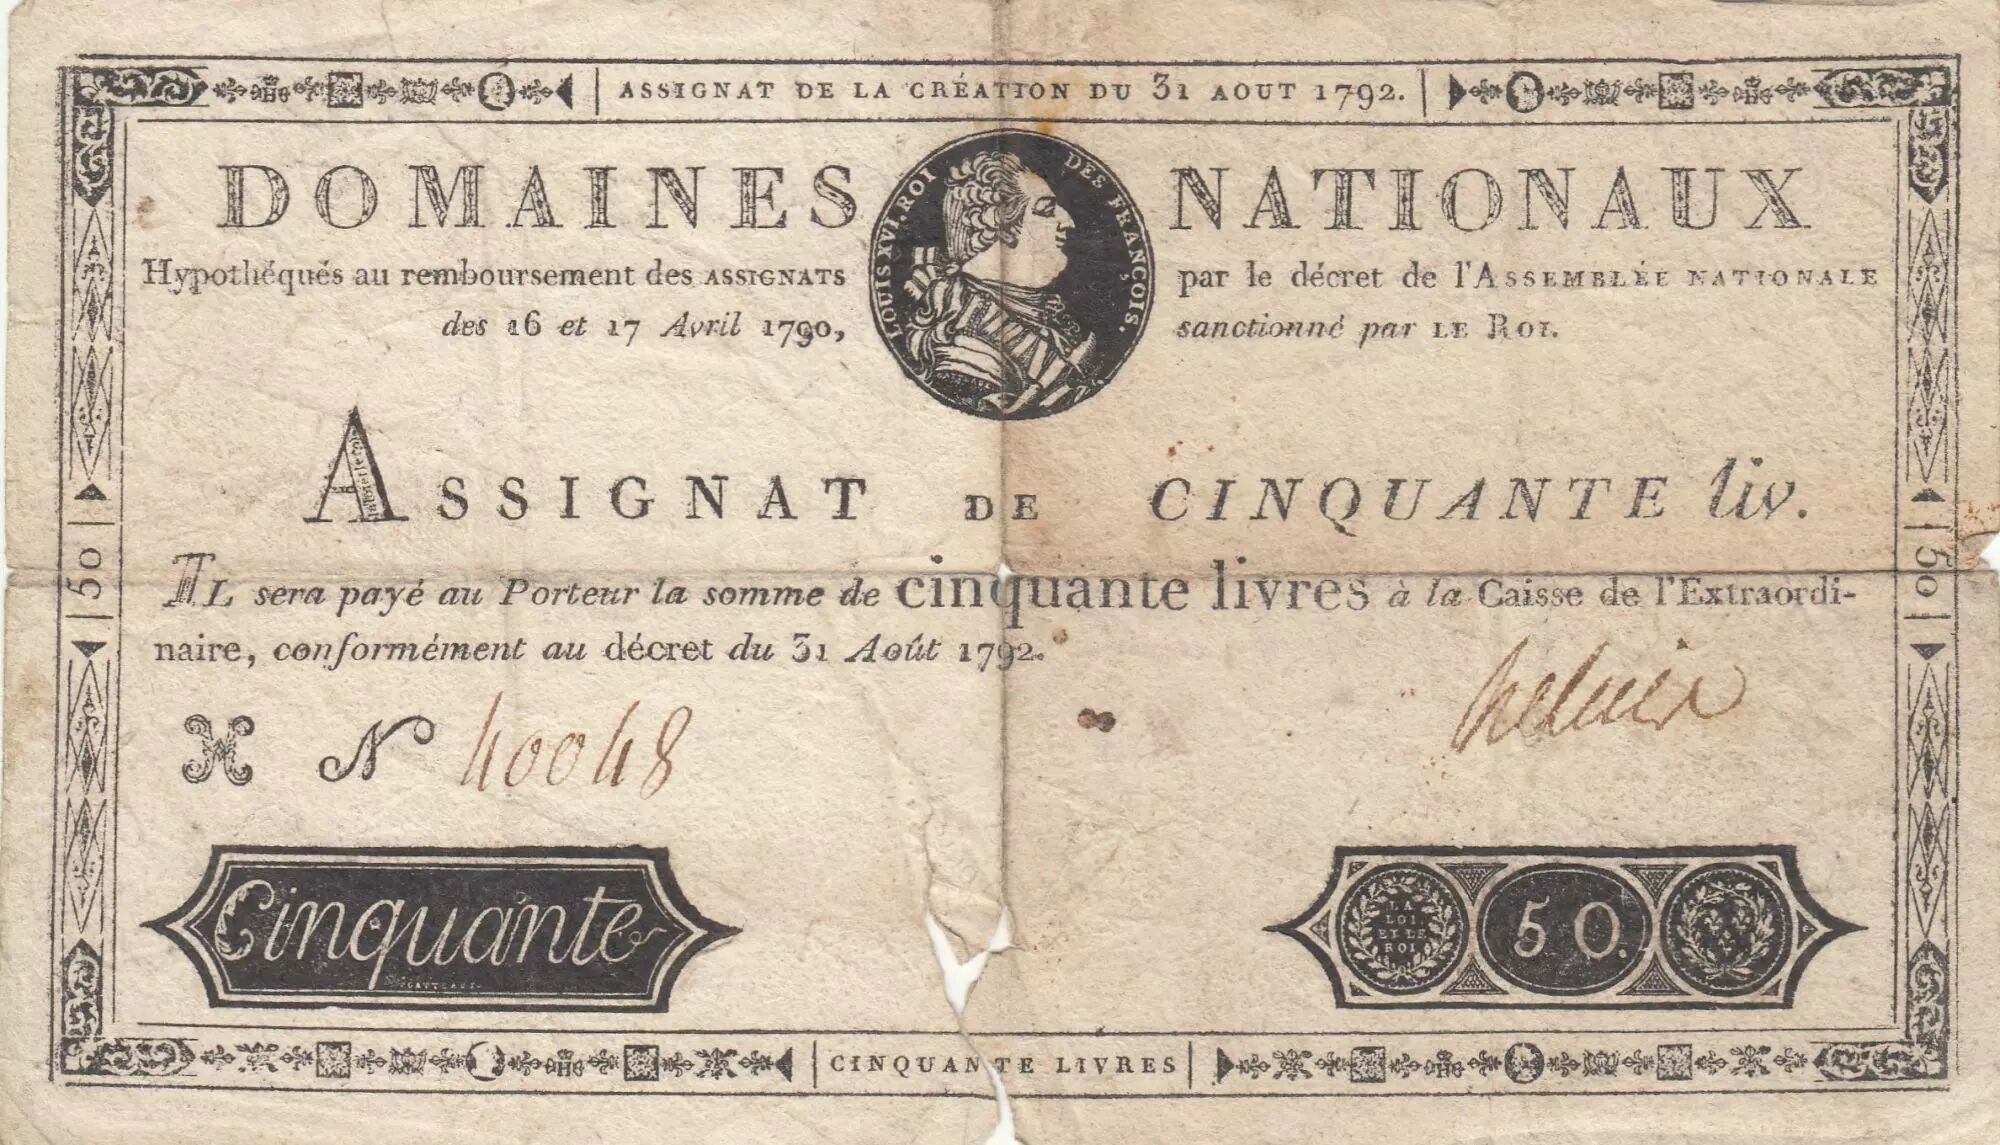 ASSIGNAT DE LA CRÉATION DU 31 AOUT 1792.
DOMAINES NATIONAUX
LOUIS XVI, ROI DES FRANÇOIS.
Hypothéqués au remboursement des ASSIGNATS par le décret de l'ASSEMBLÉE NATIONALE
des 16 et 17 Avril 1790, sanctionné par LE ROI.
ASSIGNAT DE CINQUANTE liv.
50
50
IL sera payé au Porteur la somme de cinquante livres à la Caisse de l'Extraordi-
naire, conformément au décret du 31 Août 1792.
X N 40048
Cinquante
LA LOI ET LE ROI
50.
CINQUANTE LIVRES